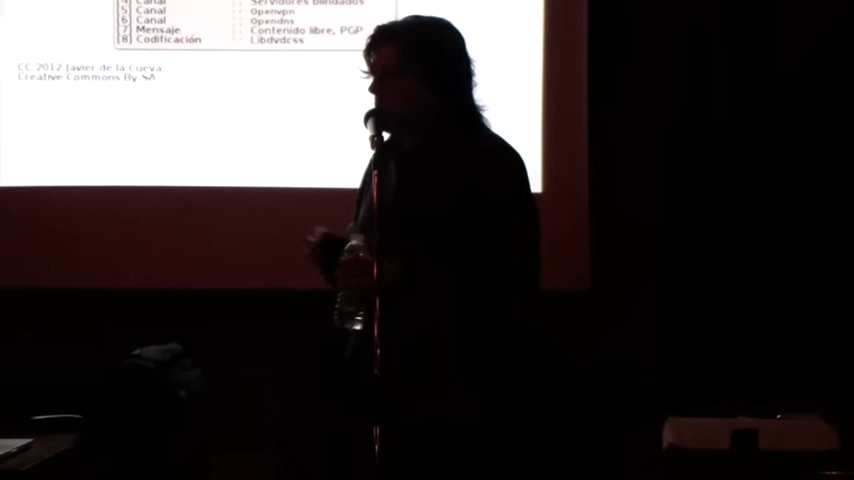 4] Canal : : Servidores blindados
5] Canal : : Openvpn
6] Canal : : Opendns
7] Mensaje : : Contenido libre, PGP
[8] Codificación : : Libdvdcss
CC 2012 Javier de la Cueva
Creative Commons By SA